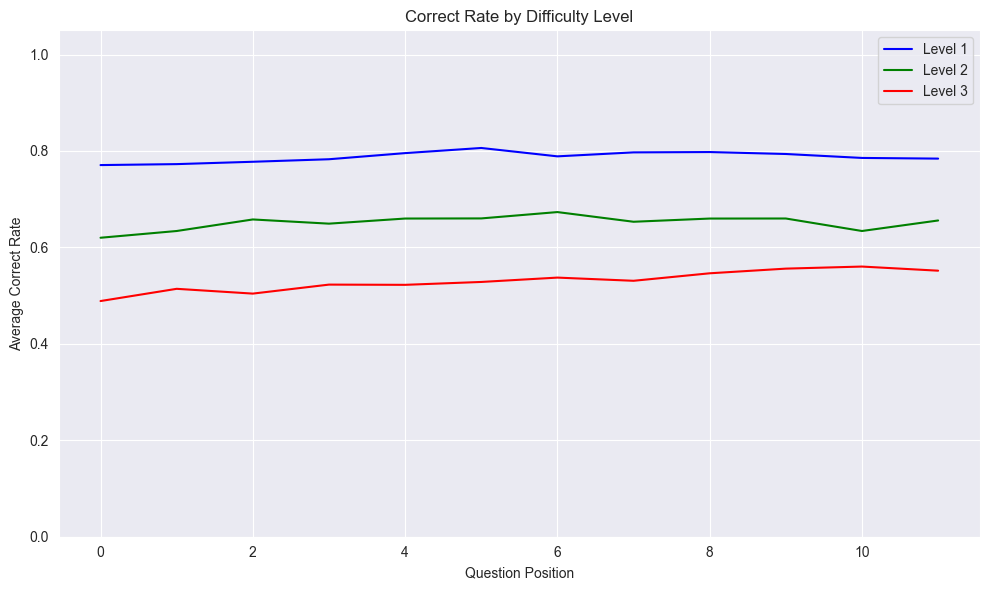 Correct Rate by Difficulty Level
Level 1
Level 2
Level 3
1.0
0.8
0.6
0.4
0.2
0.0
Average Correct Rate
0 2 4 6 8 10
Question Position